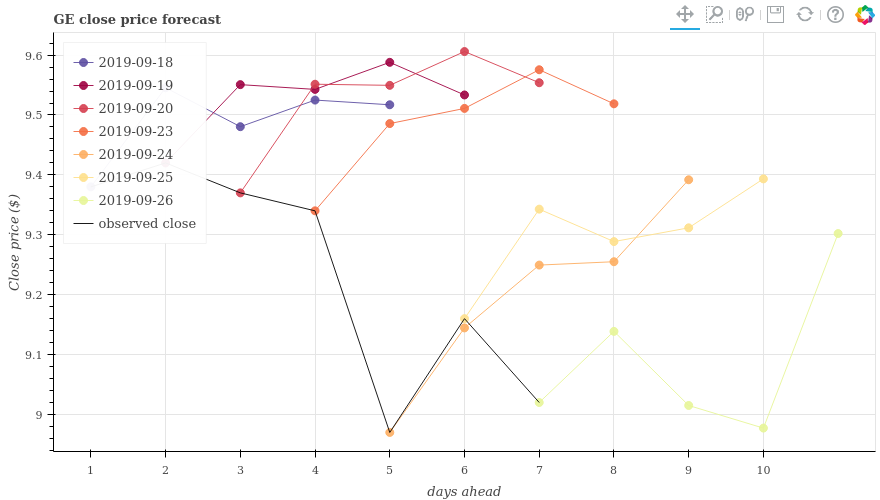 GE close price forecast
9.6
9.5
9.4
9.3
9.2
9.1
9
Close price ($)
2019-09-18
2019-09-19
2019-09-20
2019-09-23
2019-09-24
2019-09-25
2019-09-26
observed close
1 2 3 4 5 6 7 8 9 10
days ahead